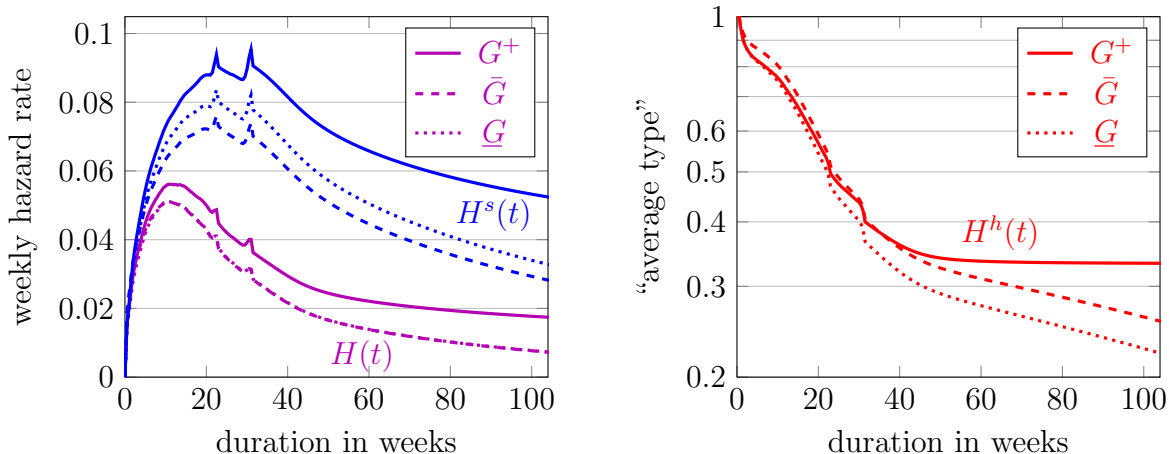 weekly hazard rate
0.1
0.08
0.06
0.04
0.02
0
G⁺
Ḡ
G̲
Hˢ(t)
H(t)
0 20 40 60 80 100
duration in weeks
“average type”
1
0.6
0.5
0.4
0.3
0.2
G⁺
Ḡ
G̲
Hʰ(t)
0 20 40 60 80 100
duration in weeks